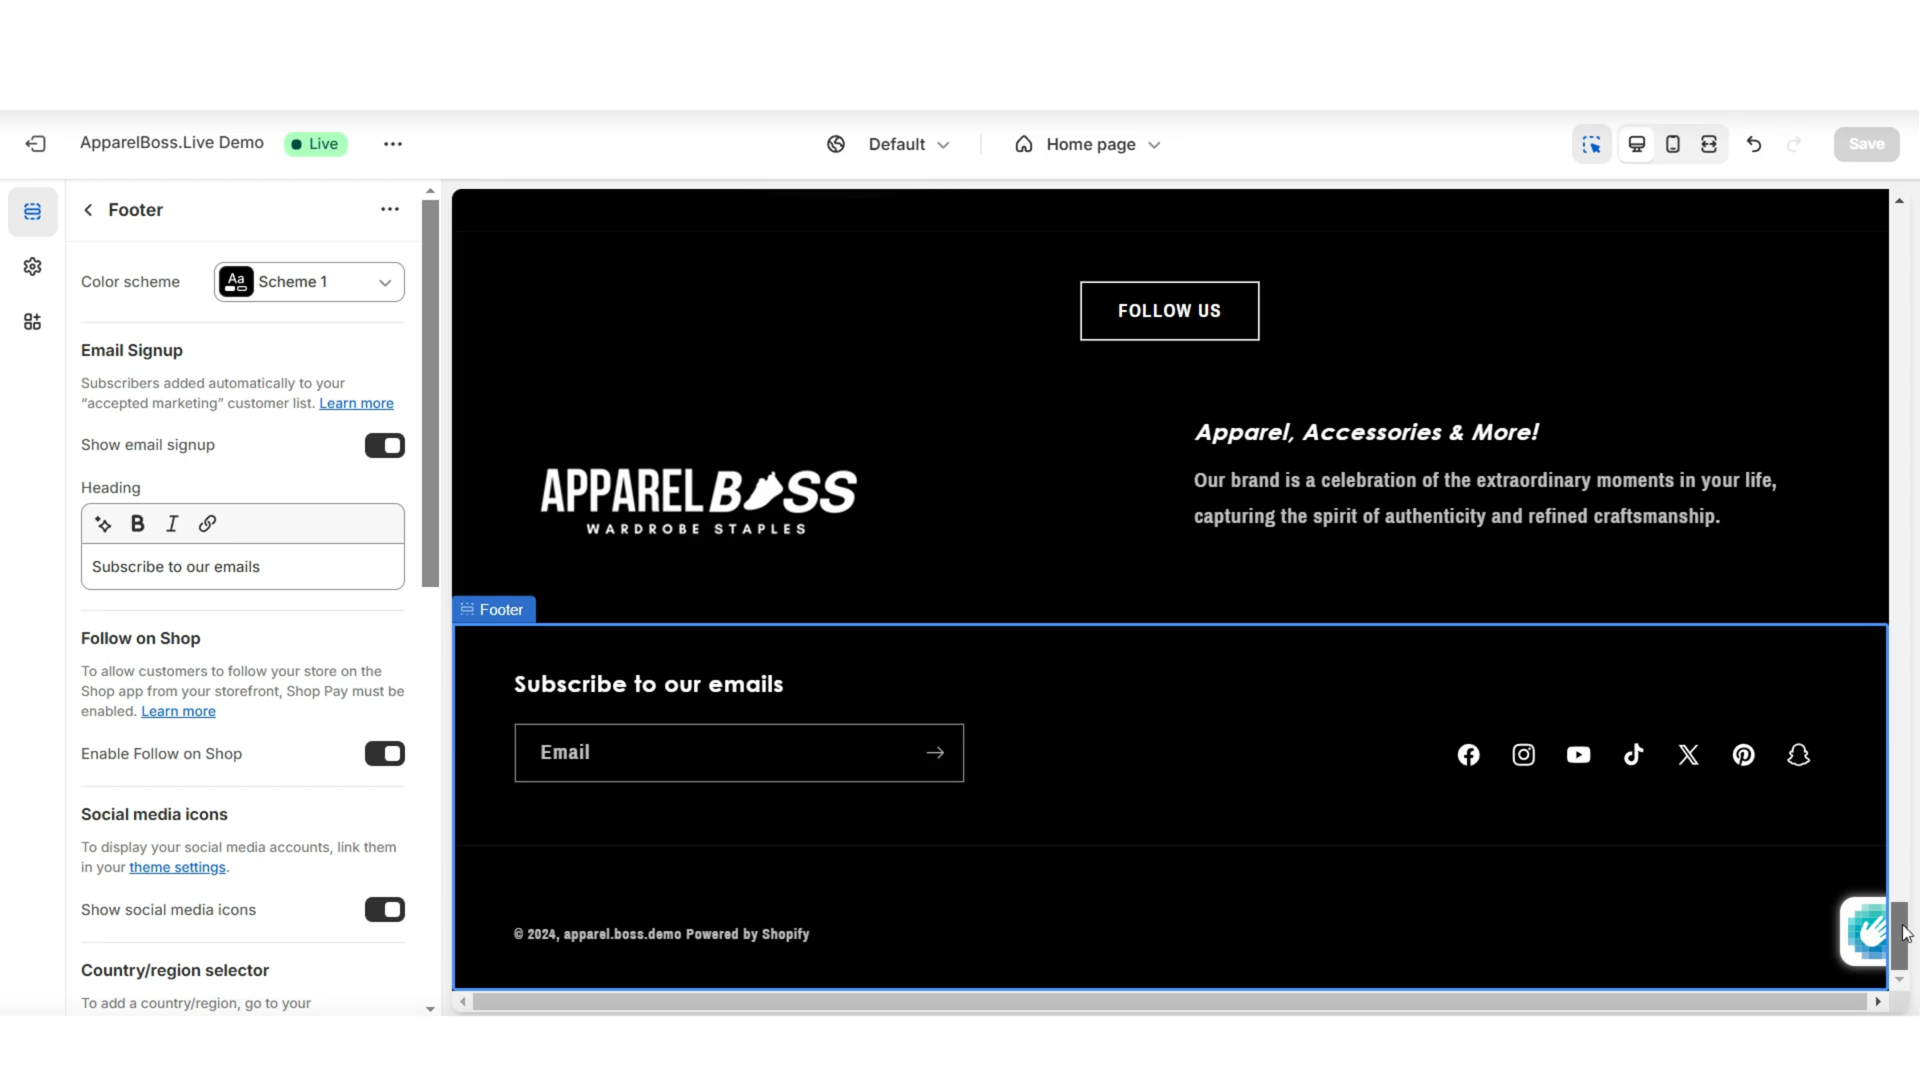 ApparelBoss.Live Demo
Live
Default
Home page
Save
Footer
Color scheme
Aa
Scheme 1
Email Signup
Subscribers added automatically to your
“accepted marketing” customer list. Learn more
Show email signup
Heading
B I
Subscribe to our emails
Follow on Shop
To allow customers to follow your store on the
Shop app from your storefront, Shop Pay must be
enabled. Learn more
Enable Follow on Shop
Social media icons
To display your social media accounts, link them
in your theme settings.
Show social media icons
Country/region selector
To add a country/region, go to your
FOLLOW US
APPAREL BOSS
WARDROBE STAPLES
Apparel, Accessories & More!
Our brand is a celebration of the extraordinary moments in your life,
capturing the spirit of authenticity and refined craftsmanship.
Footer
Subscribe to our emails
Email
© 2024, apparel.boss.demo Powered by Shopify